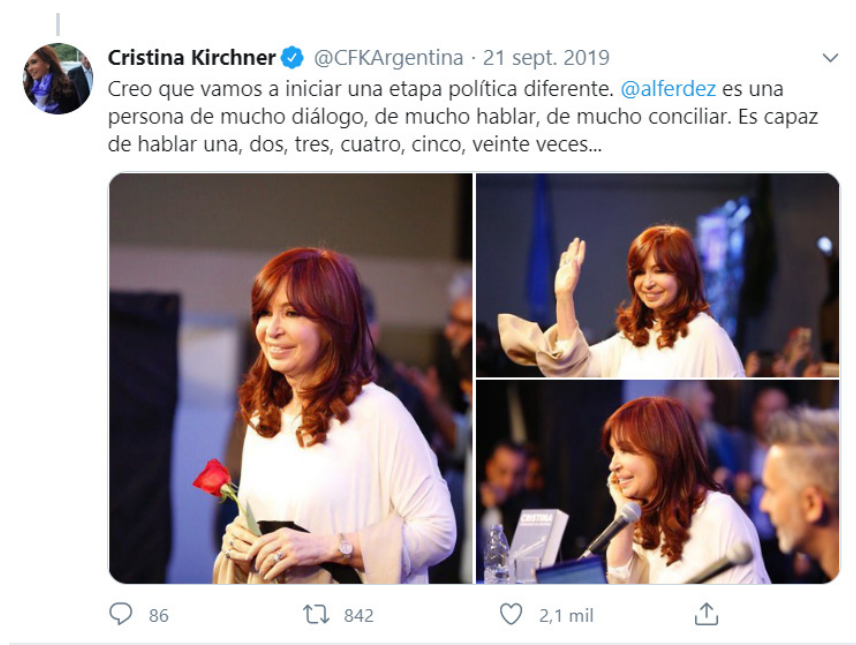 Cristina Kirchner @CFKArgentina · 21 sept. 2019
Creo que vamos a iniciar una etapa política diferente. @alferdez es una
persona de mucho diálogo, de mucho hablar, de mucho conciliar. Es capaz
de hablar una, dos, tres, cuatro, cinco, veinte veces...
CRISTINA
86 842 2,1 mil